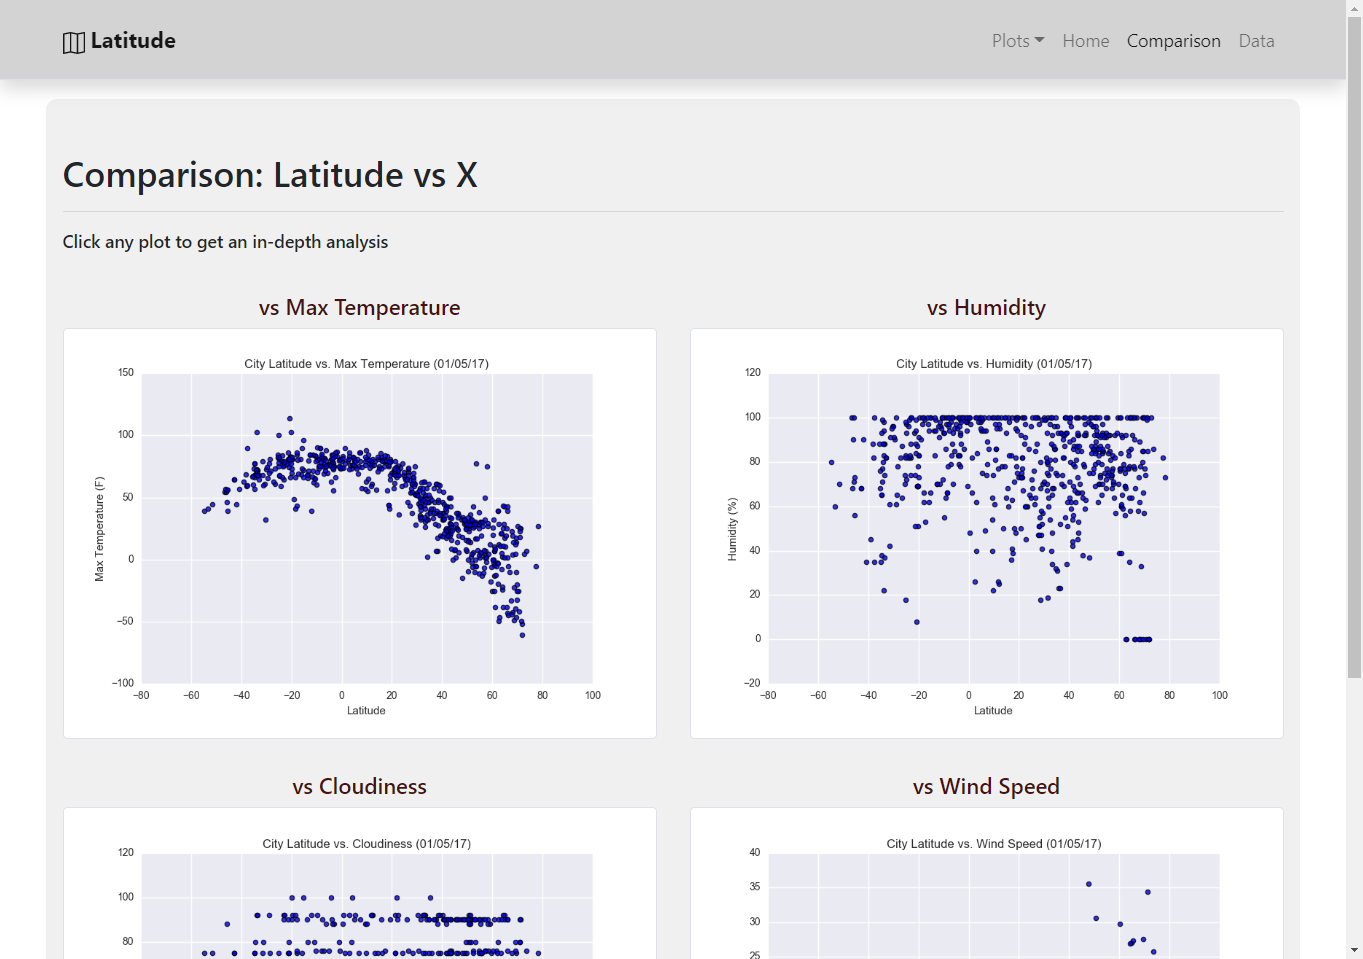 Latitude
Plots Home Comparison Data
Comparison: Latitude vs X
Click any plot to get an in-depth analysis
vs Max Temperature
vs Humidity
City Latitude vs. Max Temperature (01/05/17)
150
100
50
0
−50
−100
Max Temperature (F)
−80 −60 −40 −20 0 20 40 60 80 100
Latitude
City Latitude vs. Humidity (01/05/17)
120
100
80
60
40
20
0
−20
Humidity (%)
−80 −60 −40 −20 0 20 40 60 80 100
Latitude
vs Cloudiness
vs Wind Speed
City Latitude vs. Cloudiness (01/05/17)
120
100
80
City Latitude vs. Wind Speed (01/05/17)
40
35
30
25